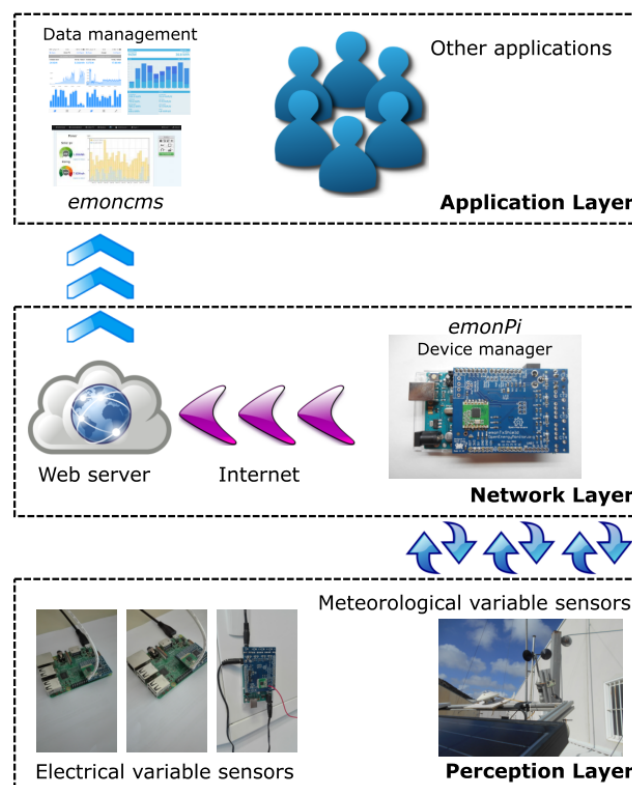 Data management
Other applications
emoncms
Application Layer
emonPi
Device manager
Web server
Internet
Network Layer
Meteorological variable sensors
Electrical variable sensors
Perception Layer